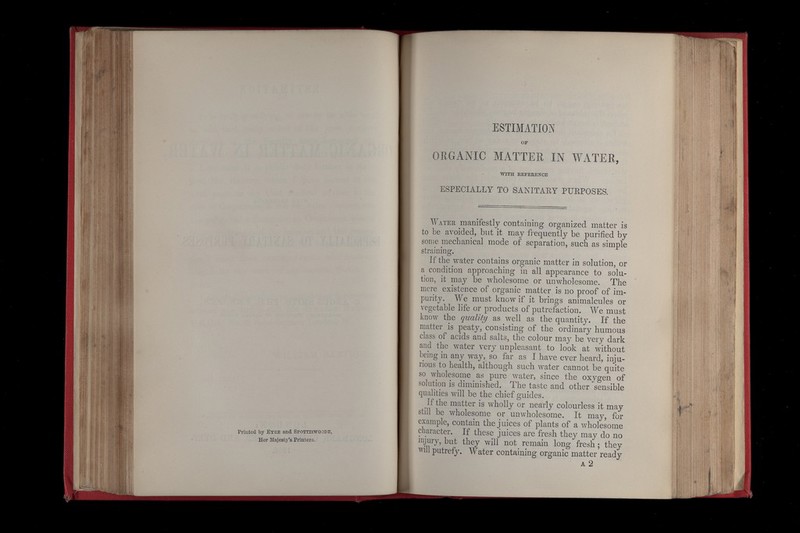 Printed by EYRE and SPOTTISWOODE,
Her Majesty's Printers.
ESTIMATION
OF
ORGANIC MATTER IN WATER,
WITH REFERENCE
ESPECIALLY TO SANITARY PURPOSES.
WATER manifestly containing organized matter is
to be avoided, but it may frequently be purified by
some mechanical mode of separation, such as simple
straining.
If the water contains organic matter in solution, or
a condition approaching in all appearance to solu-
tion, it may be wholesome or unwholesome. The
mere existence of organic matter is no proof of im-
purity. We must know if it brings animalcules or
vegetable life or products of putrefaction. We must
know the quality as well as the quantity. If the
matter is peaty, consisting of the ordinary humous
class of acids and salts, the colour may be very dark
and the water very unpleasant to look at without
being in any way, so far as I have ever heard, inju-
rious to health, although such water cannot be quite
so wholesome as pure water, since the oxygen of
solution is diminished. The taste and other sensible
qualities will be the chief guides.
If the matter is wholly or nearly colourless it may
still be wholesome or unwholesome. It may, for
example, contain the juices of plants of a wholesome
character. If these juices are fresh they may do no
injury, but they will not remain long fresh; they
will putrefy. Water containing organic matter ready
A 2